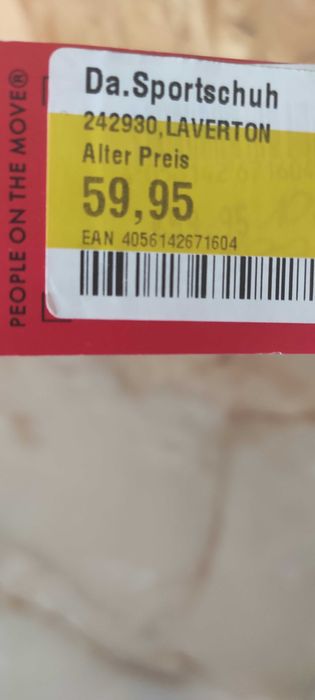 PEOPLE ON THE MOVE®
Da.Sportschuh
242930,LAVERTON
Alter Preis
59,95
EAN 4056142671604